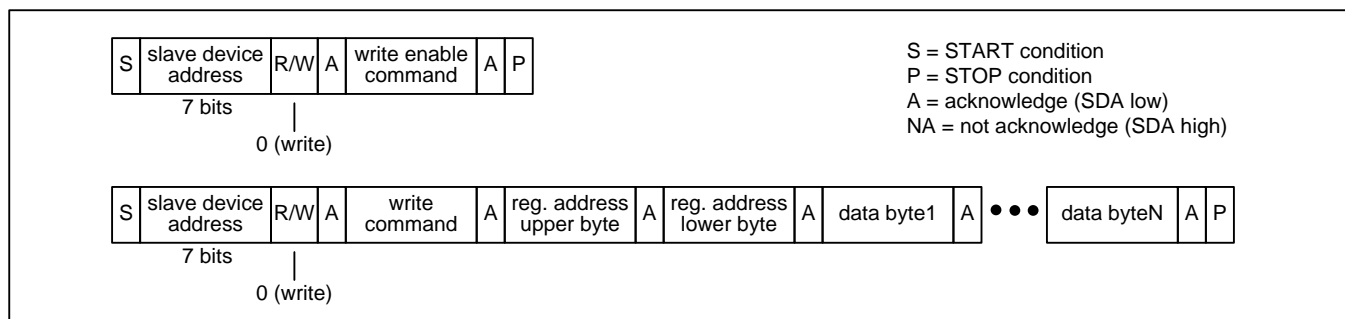 S slave device address R/W A write enable command A P
7 bits
0 (write)
S = START condition
P = STOP condition
A = acknowledge (SDA low)
NA = not acknowledge (SDA high)
S slave device address R/W A write command A reg. address upper byte A reg. address lower byte A data byte1 A ••• data byteN A P
7 bits
0 (write)